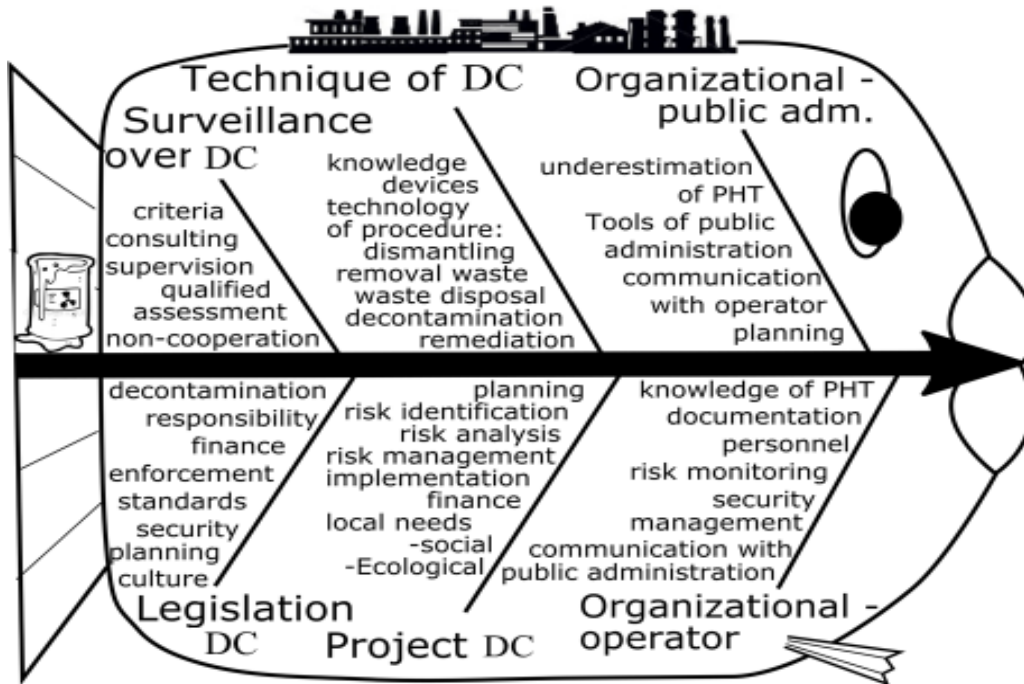 Technique of DC
Surveillance
over DC
criteria
consulting
supervision
qualified
assessment
non-cooperation
knowledge
devices
technology
of procedure:
dismantling
removal waste
waste disposal
decontamination
remediation
Organizational -
public adm.
underestimation
of PHT
Tools of public
administration
communication
with operator
planning
decontamination
responsibility
finance
enforcement
standards
security
planning
culture
Legislation
DC
planning
risk identification
risk analysis
risk management
implementation
finance
local needs
-social
-Ecological
Project DC
knowledge of PHT
documentation
personnel
risk monitoring
security
management
communication with
public administration
Organizational -
operator